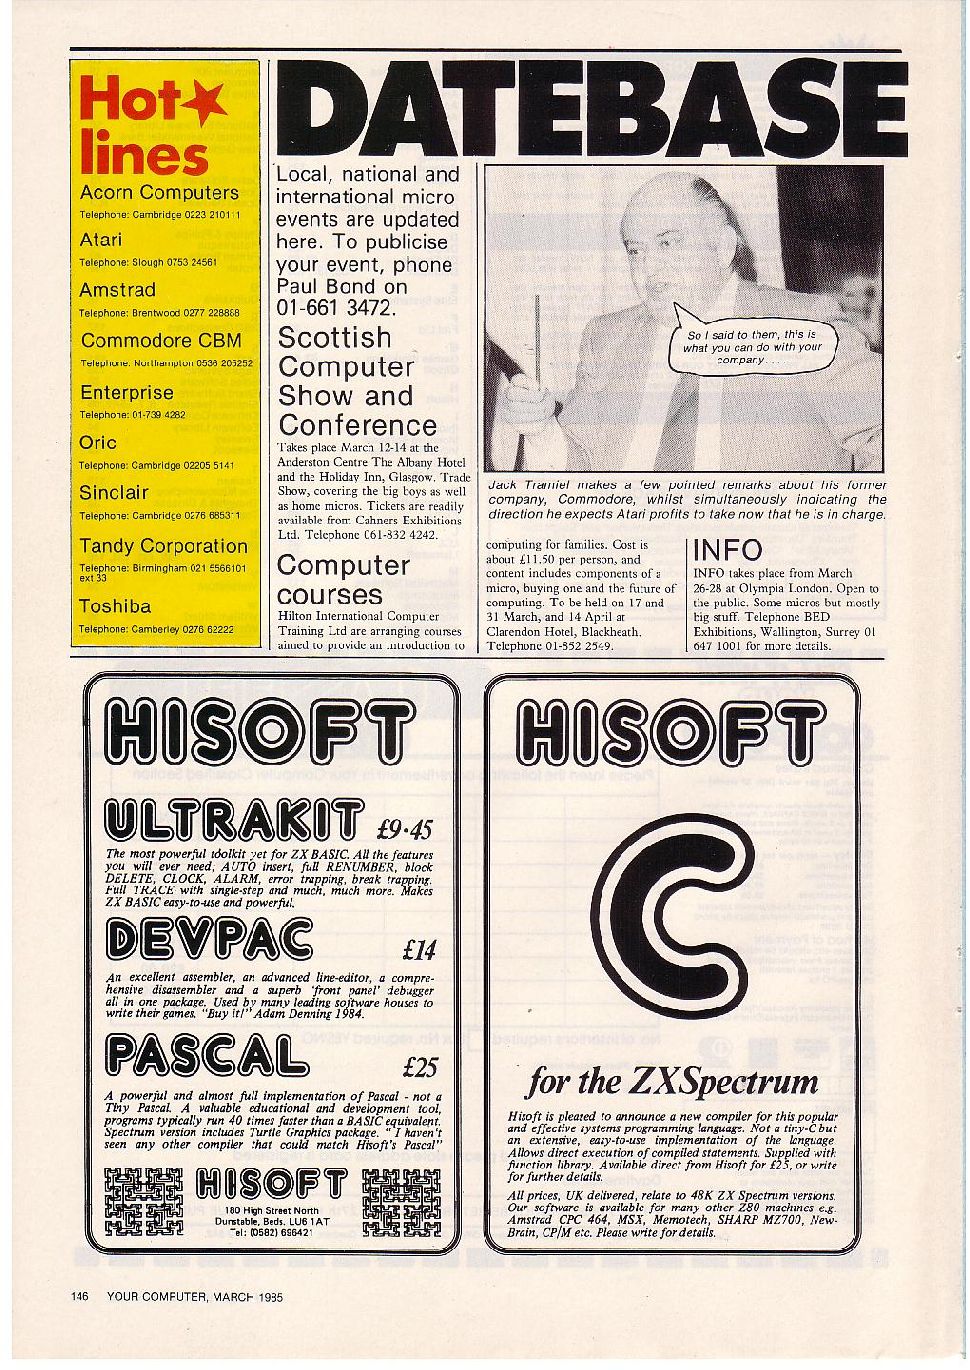 Hot★
lines
Acorn Computers
Telephone: Cambridge 0223 210111
Atari
Telephone: Slough 0753 24561
Amstrad
Telephone: Brentwood 0277 228888
Commodore CBM
Telephone: Northampton 0536 205252
Enterprise
Telephone: 01-739 4282
Oric
Telephone: Cambridge 02205 5141
Sinclair
Telephone: Cambridge 0276 685311
Tandy Corporation
Telephone: Birmingham 021 5566101
ext 33
Toshiba
Telephone: Camberley 0276 62222
DATEBASE
Local, national and
international micro
events are updated
here. To publicise
your event, phone
Paul Bond on
01-661 3472.
Scottish
Computer
Show and
Conference
Takes place March 12-14 at the
Anderston Centre The Albany Hotel
and the Holiday Inn, Glasgow. Trade
Show, covering the big boys as well
as home micros. Tickets are readily
available from Cahners Exhibitions
Ltd. Telephone 061-832 4242.
Computer
courses
Hilton International Computer
Training Ltd are arranging courses
aimed to provide an introduction to
So I said to them, this is
what you can do with your
company. . .
Jack Tramiel makes a few pointed remarks about his former
company, Commodore, whilst simultaneously indicating the
direction he expects Atari profits to take now that he is in charge.
computing for families. Cost is
about £11.50 per person, and
content includes components of a
micro, buying one and the future of
computing. To be held on 17 and
31 March, and 14 April at
Clarendon Hotel, Blackheath.
Telephone 01-852 2549.
INFO
INFO takes place from March
26-28 at Olympia London. Open to
the public. Some micros but mostly
big stuff. Telephone BED
Exhibitions, Wallington, Surrey 01
647 1001 for more details.
HISOFT
ULTRAKIT £9·45
The most powerful toolkit yet for ZX BASIC. All the features
you will ever need, AUTO insert, full RENUMBER, block
DELETE, CLOCK, ALARM, error trapping, break trapping.
Full TRACE with single-step and much, much more. Makes
ZX BASIC easy-to-use and powerful.
DEVPAC £14
An excellent assembler, an advanced line-editor, a compre-
hensive disassembler and a superb 'front panel' debugger
all in one package. Used by many leading software houses to
write their games. "Buy it!" Adam Denning 1984.
PASCAL £25
A powerful and almost full implementation of Pascal - not a
Tiny Pascal. A valuable educational and development tool,
programs typically run 40 times faster than a BASIC equivalent.
Spectrum version includes Turtle Graphics package. "I haven't
seen any other compiler that could match Hisoft's Pascal"
HISOFT
180 High Street North
Dunstable, Beds. LU6 1AT
Tel: (0582) 696421
HISOFT
C
for the ZX Spectrum
Hisoft is pleased to announce a new compiler for this popular
and effective systems programming language. Not a tiny-C but
an extensive, easy-to-use implementation of the language.
Allows direct execution of compiled statements. Supplied with
function library. Available direct from Hisoft for £25, or write
for further details.
All prices, UK delivered, relate to 48K ZX Spectrum versions.
Our software is available for many other Z80 machines e.g.
Amstrad CPC 464, MSX, Memotech, SHARP MZ700, New-
Brain, CP/M etc. Please write for details.
146 YOUR COMPUTER, MARCH 1985